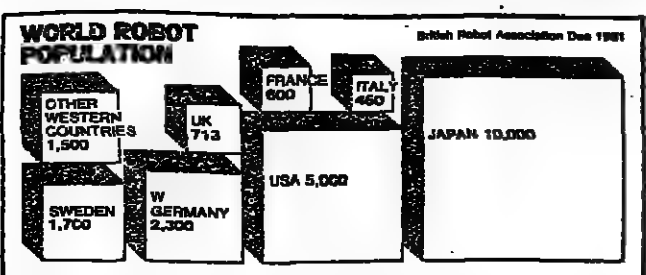 WORLD ROBOT
POPULATION
British Robot Association Dec 1981
FRANCE
600
ITALY
450
OTHER
WESTERN
COUNTRIES
1,500
UK
713
JAPAN 10,000
USA 5,000
SWEDEN
1,700
W
GERMANY
2,300